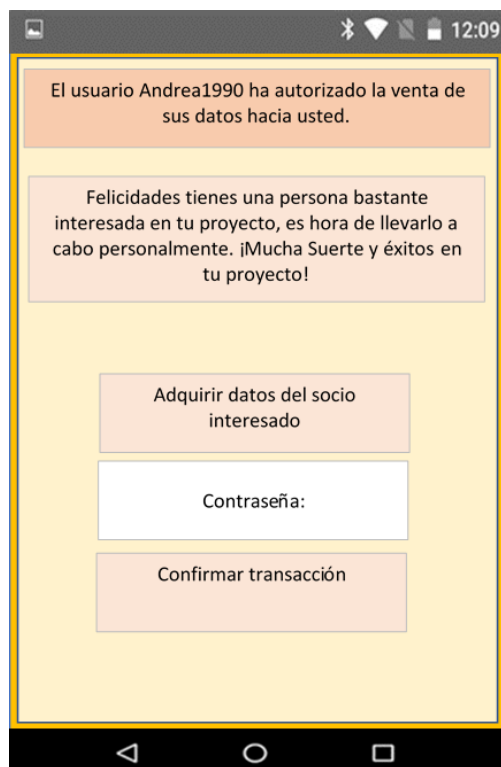 12:09
El usuario Andrea1990 ha autorizado la venta de
sus datos hacia usted.
Felicidades tienes una persona bastante
interesada en tu proyecto, es hora de llevarlo a
cabo personalmente. ¡Mucha Suerte y éxitos en
tu proyecto!
Adquirir datos del socio
interesado
Contraseña:
Confirmar transacción